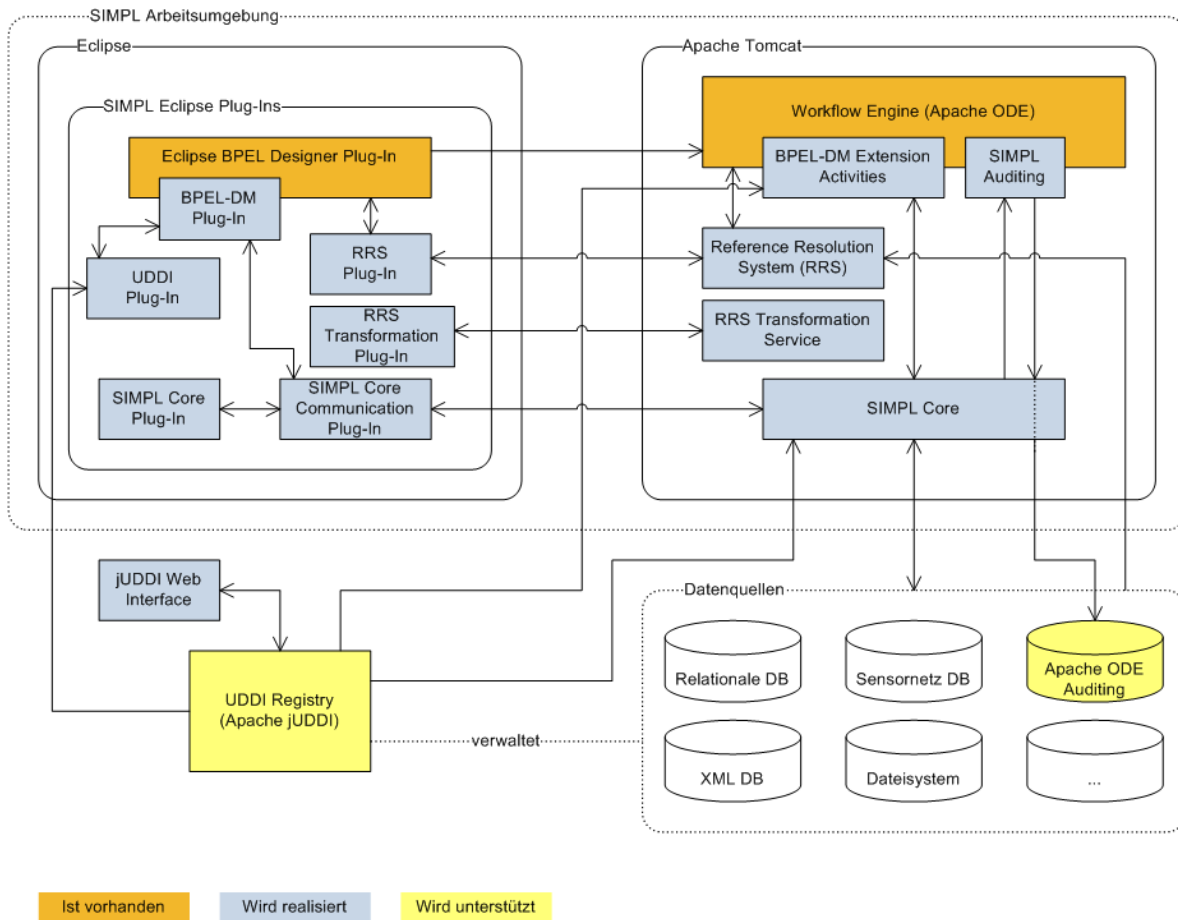 SIMPL Arbeitsumgebung
Eclipse
SIMPL Eclipse Plug-Ins
Eclipse BPEL Designer Plug-In
BPEL-DM
Plug-In
UDDI
Plug-In
RRS
Plug-In
RRS
Transformation
Plug-In
SIMPL Core
Plug-In
SIMPL Core
Communication
Plug-In
Apache Tomcat
Workflow Engine (Apache ODE)
BPEL-DM Extension
Activities
SIMPL
Auditing
Reference Resolution
System (RRS)
RRS Transformation
Service
SIMPL Core
jUDDI Web
Interface
UDDI Registry
(Apache jUDDI)
verwaltet
Datenquellen
Relationale DB
Sensornetz DB
Apache ODE
Auditing
XML DB
Dateisystem
...
Ist vorhanden
Wird realisiert
Wird unterstützt